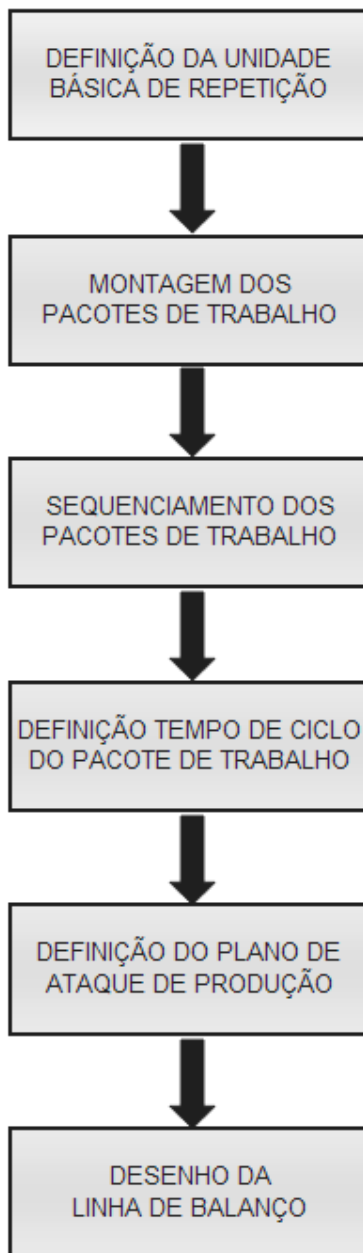 DEFINIÇÃO DA UNIDADE
BÁSICA DE REPETIÇÃO
MONTAGEM DOS
PACOTES DE TRABALHO
SEQUENCIAMENTO DOS
PACOTES DE TRABALHO
DEFINIÇÃO TEMPO DE CICLO
DO PACOTE DE TRABALHO
DEFINIÇÃO DO PLANO DE
ATAQUE DE PRODUÇÃO
DESENHO DA
LINHA DE BALANÇO